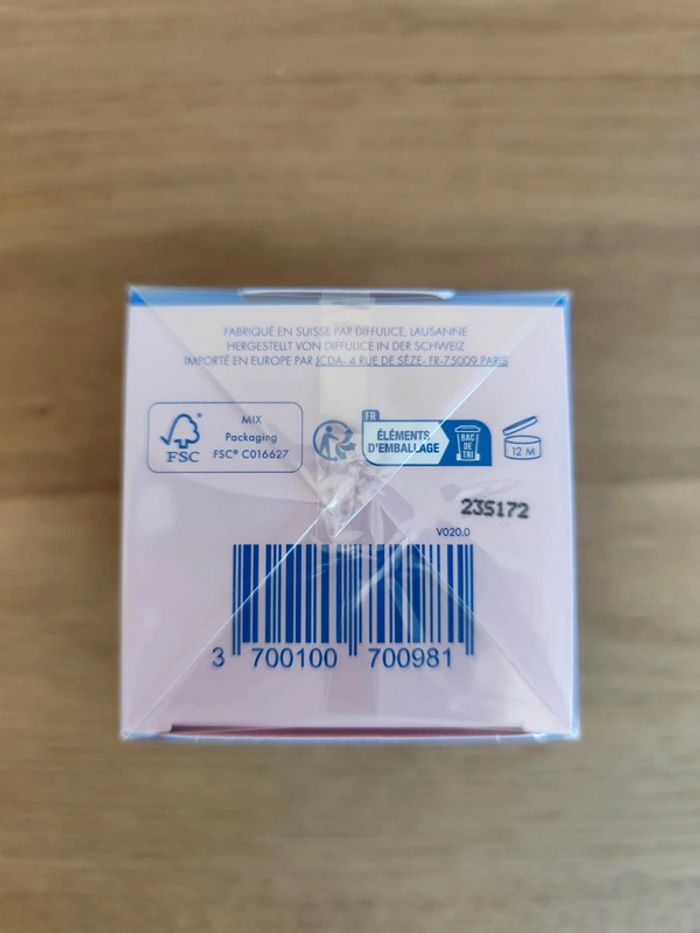 FABRIQUÉ EN SUISSE PAR DIFFULICE, LAUSANNE
HERGESTELLT VON DIFFULICE IN DER SCHWEIZ
IMPORTÉ EN EUROPE PAR JCDA- 4 RUE DE SÈZE- FR-75009 PARIS
MIX
Packaging
FSC® C016627
FSC
FR
ÉLÉMENTS
D'EMBALLAGE
BAC
DE
TRI
12 M
235172
V020.0
3 700100 700981